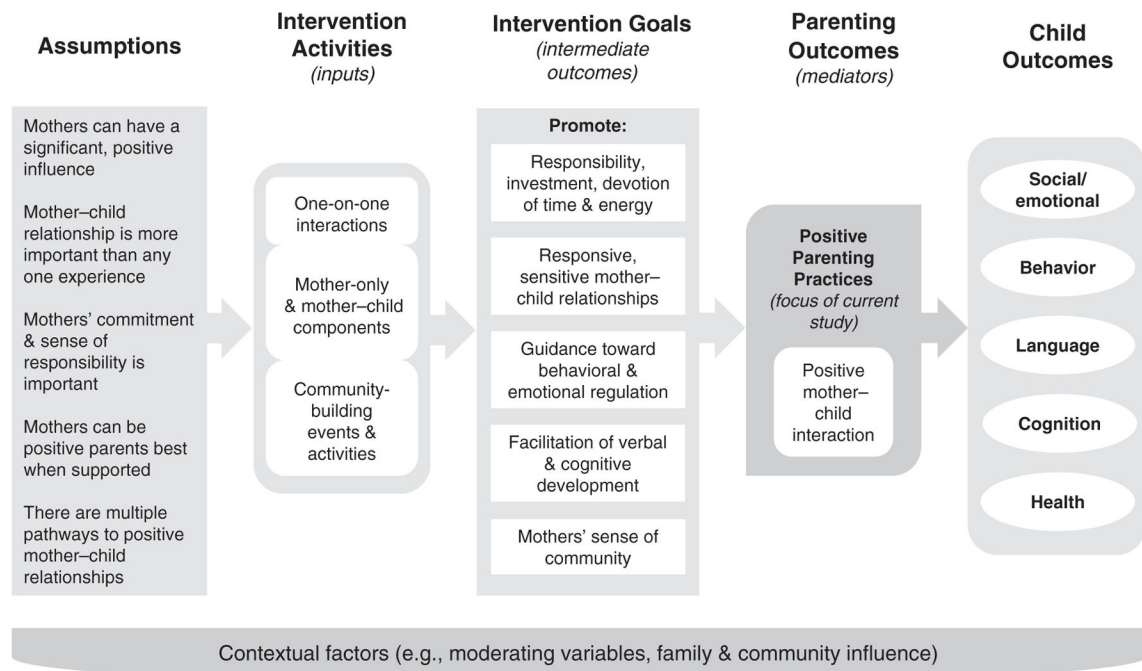 Assumptions
Mothers can have a
significant, positive
influence
Mother–child
relationship is more
important than any
one experience
Mothers’ commitment
& sense of
responsibility is
important
Mothers can be
positive parents best
when supported
There are multiple
pathways to positive
mother–child
relationships
Intervention
Activities
(inputs)
One-on-one
interactions
Mother-only
& mother–child
components
Community-
building
events &
activities
Intervention Goals
(intermediate
outcomes)
Promote:
Responsibility,
investment, devotion
of time & energy
Responsive,
sensitive mother–
child relationships
Guidance toward
behavioral &
emotional regulation
Facilitation of verbal
& cognitive
development
Mothers’ sense of
community
Parenting
Outcomes
(mediators)
Positive
Parenting
Practices
(focus of current
study)
Positive
mother–
child
interaction
Child
Outcomes
Social/
emotional
Behavior
Language
Cognition
Health
Contextual factors (e.g., moderating variables, family & community influence)